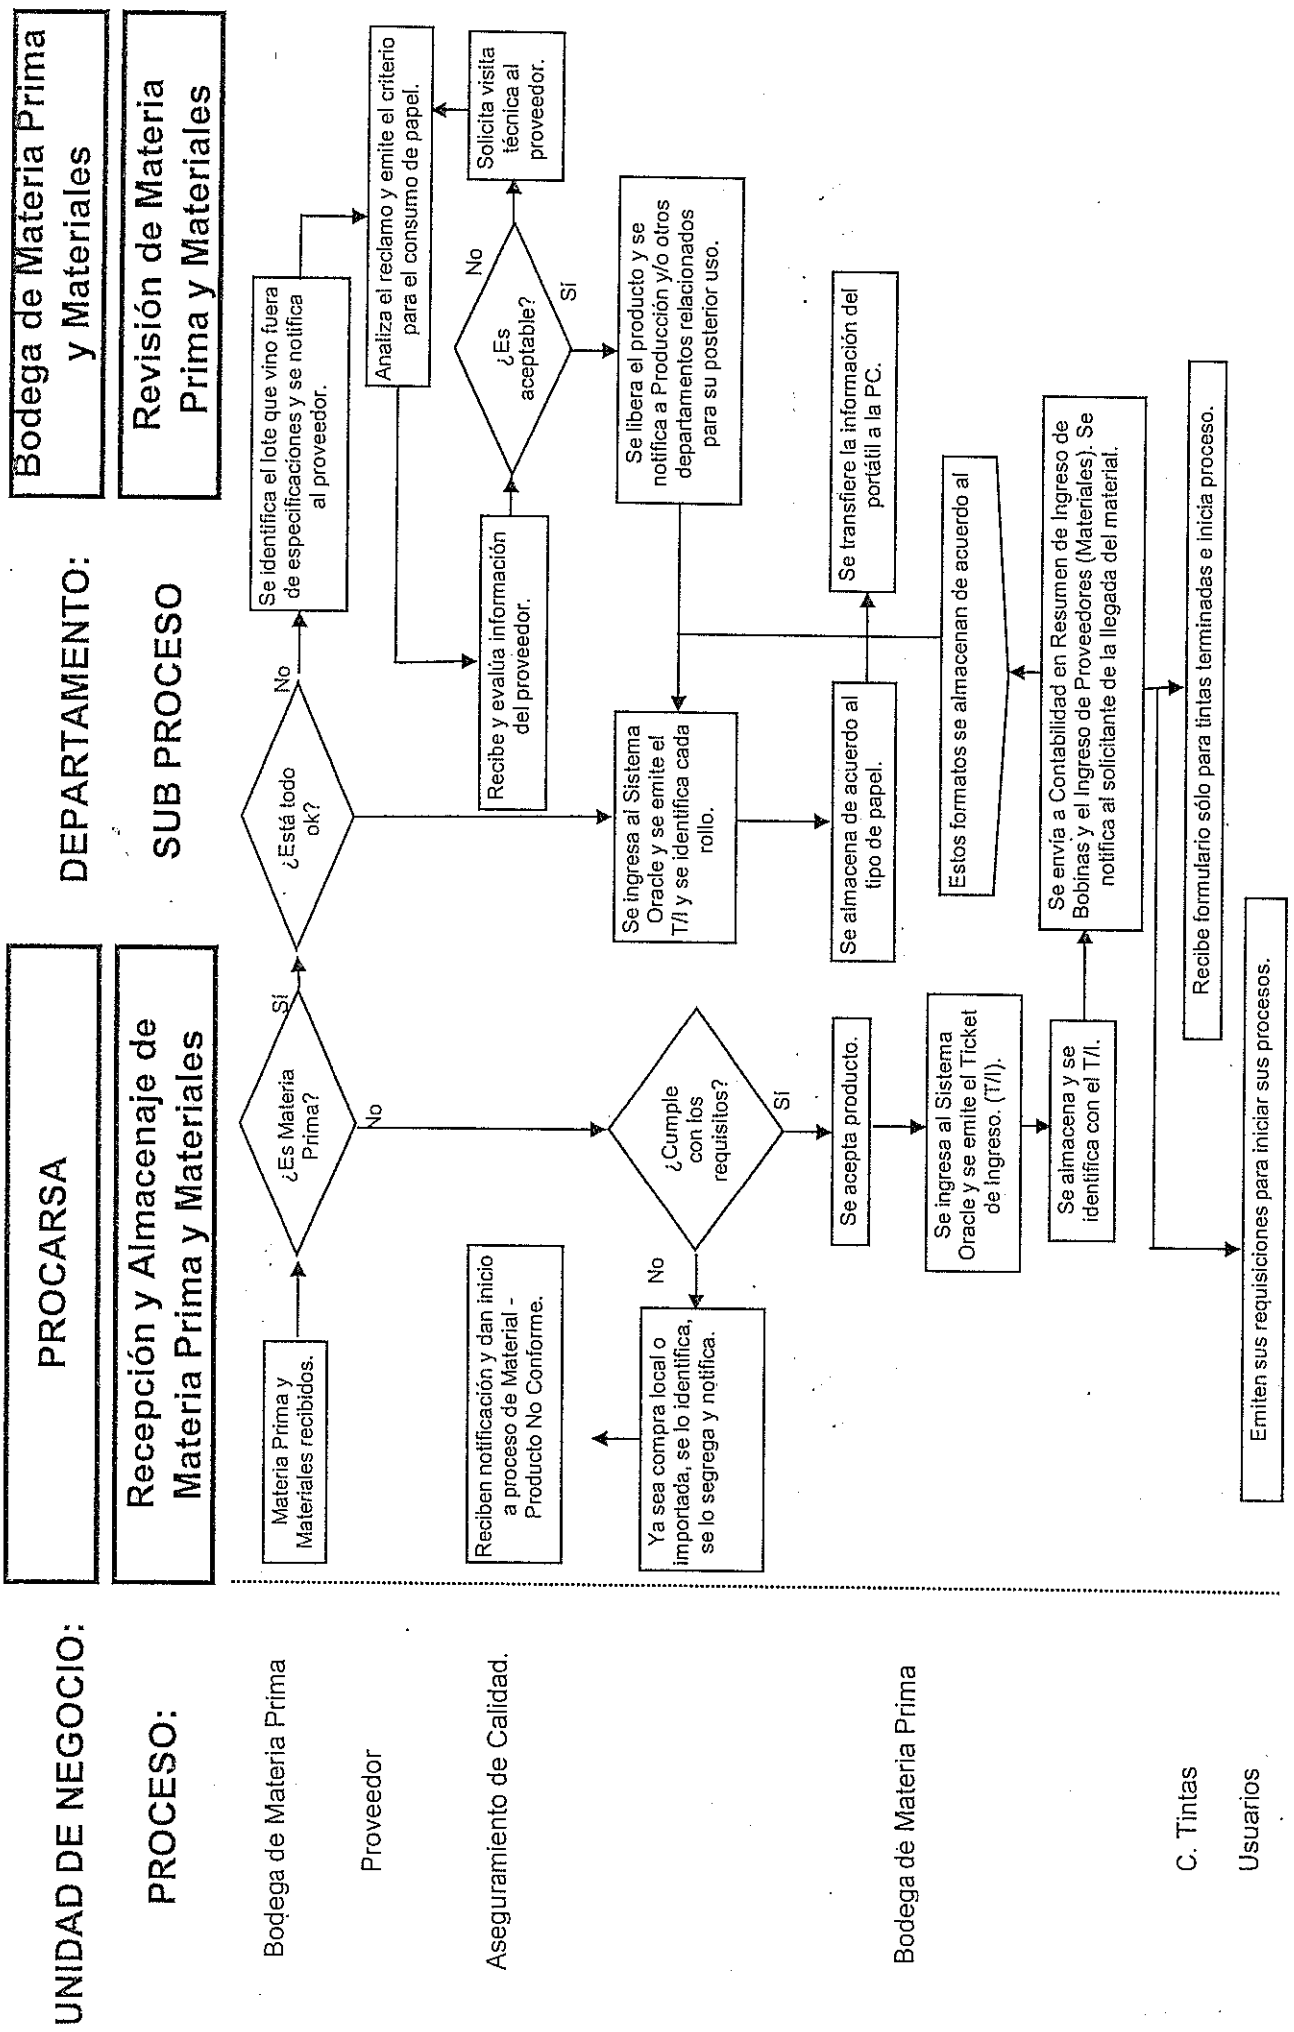 UNIDAD DE NEGOCIO:
PROCARSA
DEPARTAMENTO:
Bodega de Materia Prima
y Materiales
PROCESO:
Recepción y Almacenaje de
Materia Prima y Materiales
SUB PROCESO
Revisión de Materia
Prima y Materiales
Bodega de Materia Prima
Materia Prima y
Materiales recibidos.
¿Es Materia
Prima?
Sí
No
¿Está todo
ok?
No
Se identifica el lote que vino fuera
de especificaciones y se notifica
al proveedor.
Proveedor
Analiza el reclamo y emite el criterio
para el consumo de papel.
Aseguramiento de Calidad.
Reciben notificación y dan inicio
a proceso de Material -
Producto No Conforme.
Recibe y evalúa información
del proveedor.
¿Es
aceptable?
No
Sí
Solicita visita
técnica al
proveedor.
Ya sea compra local o
importada, se lo identifica,
se lo segrega y notifica.
No
¿Cumple
con los
requisitos?
Sí
Se ingresa al Sistema
Oracle y se emite el
T/I y se identifica cada
rollo.
Se libera el producto y se
notifica a Producción y/o otros
departamentos relacionados
para su posterior uso.
Bodega de Materia Prima
Se acepta producto.
Se almacena de acuerdo al
tipo de papel.
Se transfiere la información del
portátil a la PC.
Se ingresa al Sistema
Oracle y se emite el Ticket
de Ingreso. (T/I).
Estos formatos se almacenan de acuerdo al
Se almacena y se
identifica con el T/I.
Se envía a Contabilidad en Resumen de Ingreso de
Bobinas y el Ingreso de Proveedores (Materiales). Se
notifica al solicitante de la llegada del material.
C. Tintas
Recibe formulario sólo para tintas terminadas e inicia proceso.
Usuarios
Emiten sus requisiciones para iniciar sus procesos.